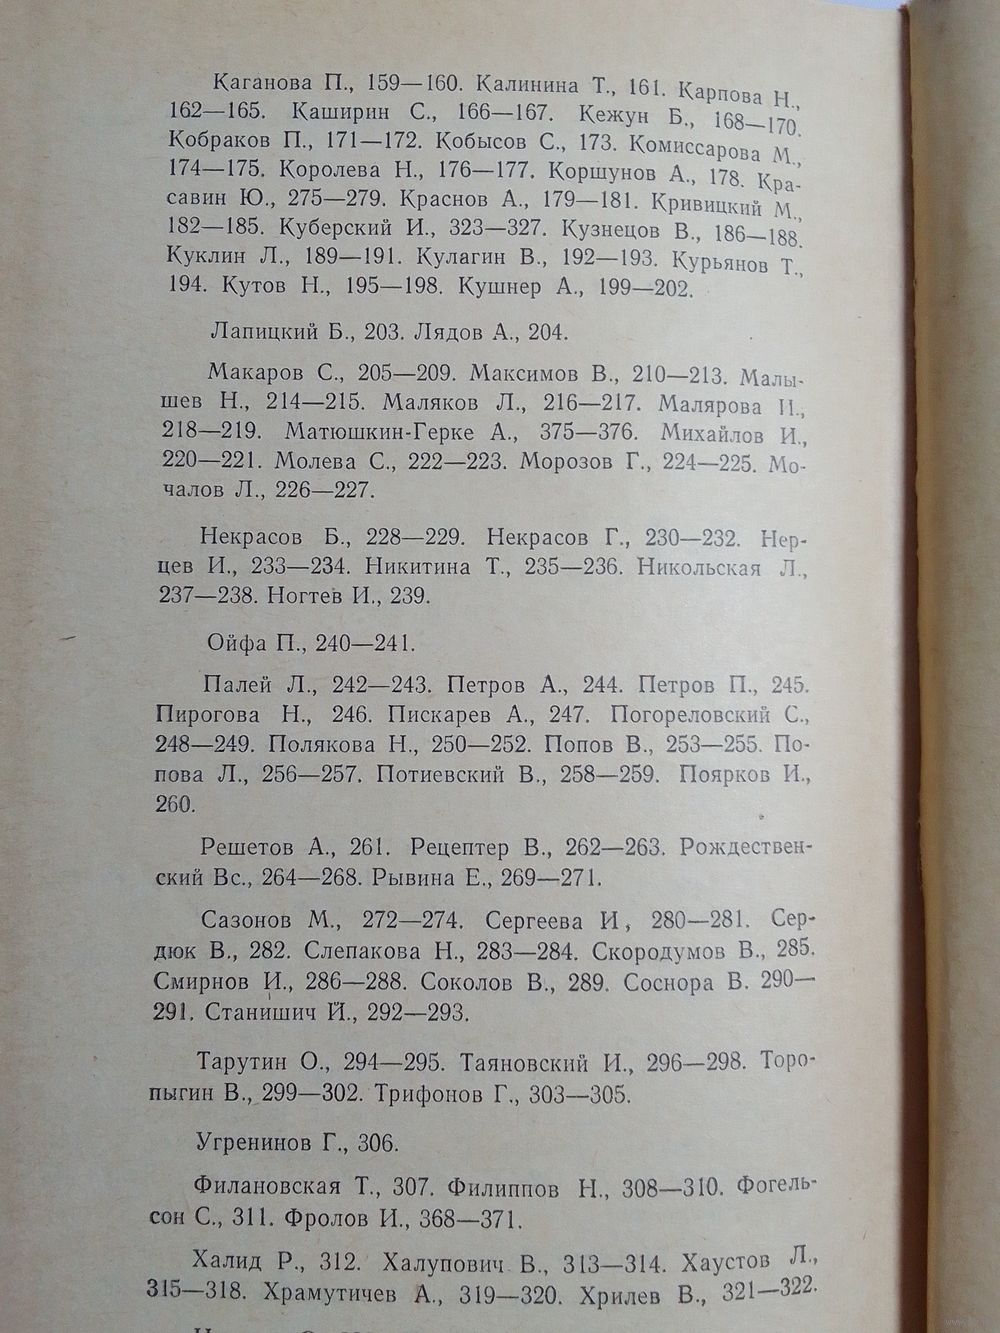 Каганова П., 159—160. Калинина Т., 161. Карпова Н.,
162—165. Каширин С., 166—167. Кежун Б., 168—170.
Кобраков П., 171—172. Кобысов С., 173. Комиссарова М.,
174—175. Королева Н., 176—177. Коршунов А., 178. Кра-
савин Ю., 275—279. Краснов А., 179—181. Кривицкий М.,
182—185. Куберский И., 323—327. Кузнецов В., 186—188.
Куклин Л., 189—191. Кулагин В., 192—193. Курьянов Т.,
194. Кутов Н., 195—198. Кушнер А., 199—202.
Лапицкий Б., 203. Лядов А., 204.
Макаров С., 205—209. Максимов В., 210—213. Малы-
шев Н., 214—215. Маляков Л., 216—217. Малярова И.,
218—219. Матюшкин-Герке А., 375—376. Михайлов И.,
220—221. Молева С., 222—223. Морозов Г., 224—225. Мо-
чалов Л., 226—227.
Некрасов Б., 228—229. Некрасов Г., 230—232. Нер-
цев И., 233—234. Никитина Т., 235—236. Никольская Л.,
237—238. Ногтев И., 239.
Ойфа П., 240—241.
Палей Л., 242—243. Петров А., 244. Петров П., 245.
Пирогова Н., 246. Пискарев А., 247. Погореловский С.,
248—249. Полякова Н., 250—252. Попов В., 253—255. По-
пова Л., 256—257. Потиевский В., 258—259. Поярков И.,
260.
Решетов А., 261. Рецептер В., 262—263. Рождествен-
ский Вс., 264—268. Рывина Е., 269—271.
Сазонов М., 272—274. Сергеева И , 280—281. Сер-
дюк В., 282. Слепакова Н., 283—284. Скородумов В., 285.
Смирнов И., 286—288. Соколов В., 289. Соснора В. 290—
291. Станишич Й., 292—293.
Тарутин О., 294—295. Таяновский И., 296—298. Торо-
пыгин В., 299—302. Трифонов Г., 303—305.
Угренинов Г., 306.
Филановская Т., 307. Филиппов Н., 308—310. Фогель-
сон С., 311. Фролов И., 368—371.
Халид Р., 312. Халупович В., 313—314. Хаустов Л.,
315—318. Храмутичев А., 319—320. Хрилев В., 321—322.